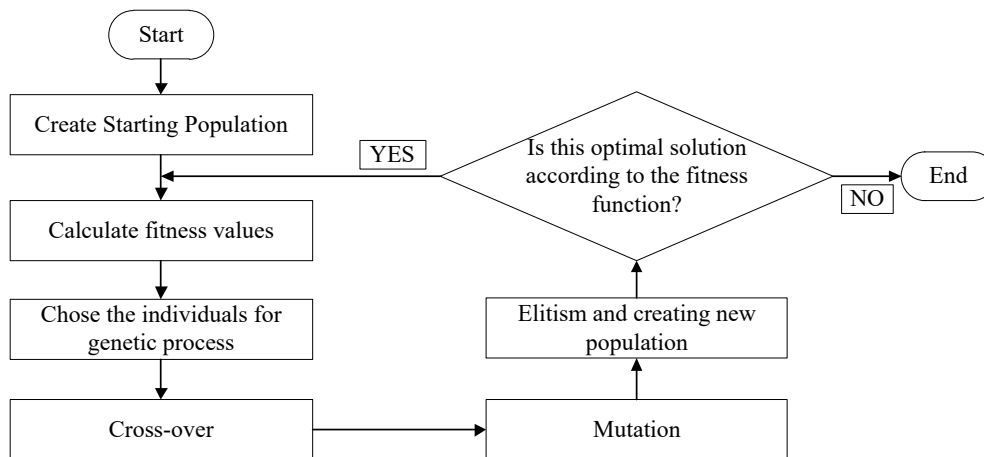 Start
Create Starting Population
Calculate fitness values
Chose the individuals for
genetic process
Cross-over
Mutation
Elitism and creating new
population
Is this optimal solution
according to the fitness
function?
YES
NO
End